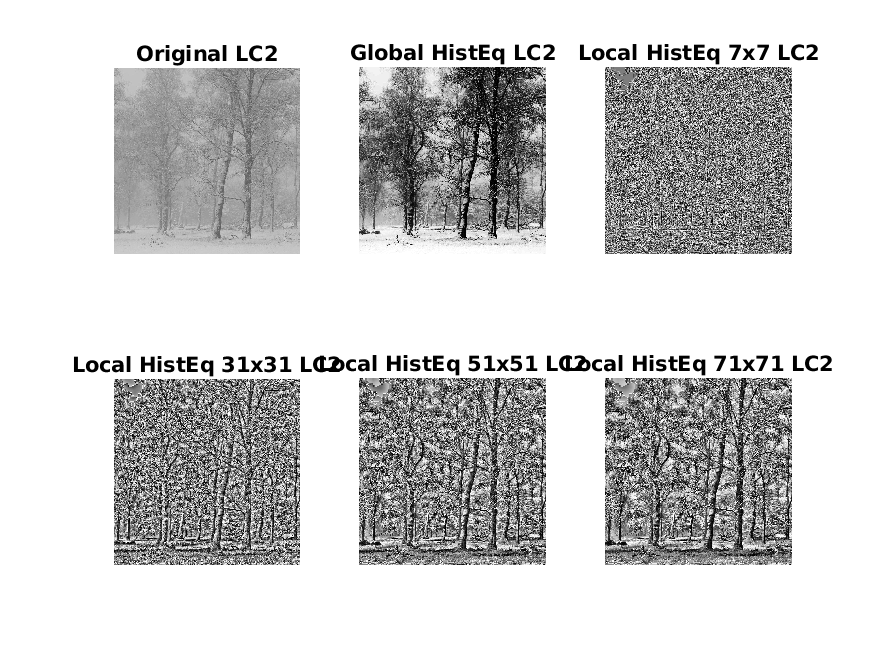 Original LC2
Global HistEq LC2
Local HistEq 7x7 LC2
Local HistEq 31x31 LC2
Local HistEq 51x51 LC2
Local HistEq 71x71 LC2